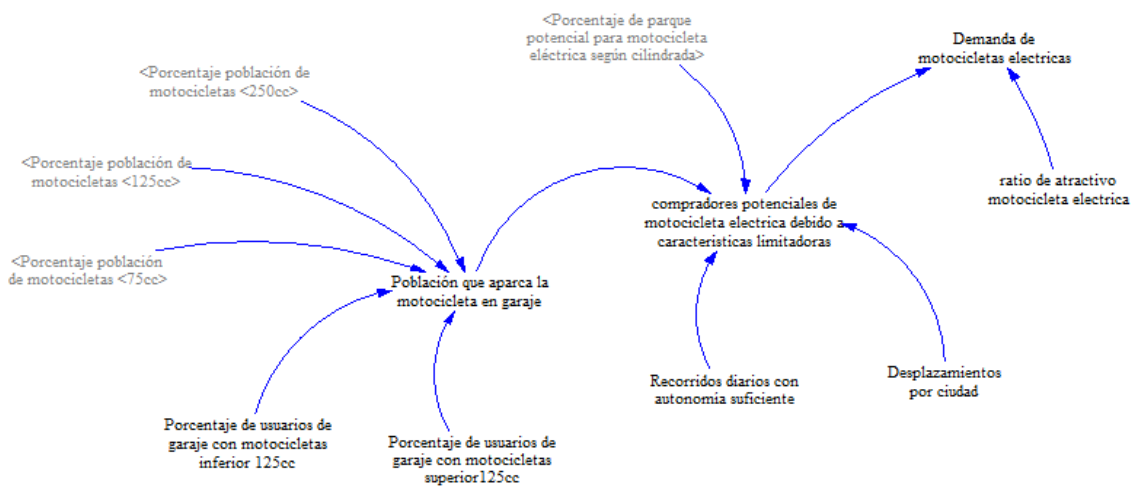 <Porcentaje de parque
potencial para motocicleta
eléctrica según cilindrada>
Demanda de
motocicletas electricas
<Porcentaje población de
motocicletas <250cc>
<Porcentaje población de
motocicletas <125cc>
ratio de atractivo
motocicleta electrica
compradores potenciales de
motocicleta electrica debido a
caracteristicas limitadoras
<Porcentaje población
de motocicletas <75cc>
Población que aparca la
motocicleta en garaje
Recorridos diarios con
autonomia suficiente
Desplazamientos
por ciudad
Porcentaje de usuarios de
garaje con motocicletas
inferior 125cc
Porcentaje de usuarios de
garaje con motocicletas
superior125cc